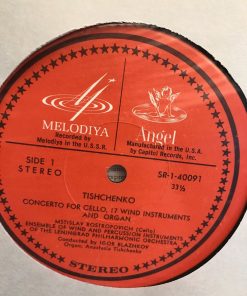 MELODIYA
Recorded by
Melodiya in the U.S.S.R.
Angel
Manufactured in the U.S.A.
by Capitol Records, Inc.
SIDE 1
STEREO
SR-1-40091
33⅓
TISHCHENKO
CONCERTO FOR CELLO, 17 WIND INSTRUMENTS
AND ORGAN
MSTISLAV ROSTROPOVICH (Cello)
ENSEMBLE OF WIND AND PERCUSSION INSTRUMENTS
OF THE LENINGRAD PHILHARMONIC ORCHESTRA
Conducted by IGOR BLAZHKOV
Organ: Anastasia Tishchenko
STEREO